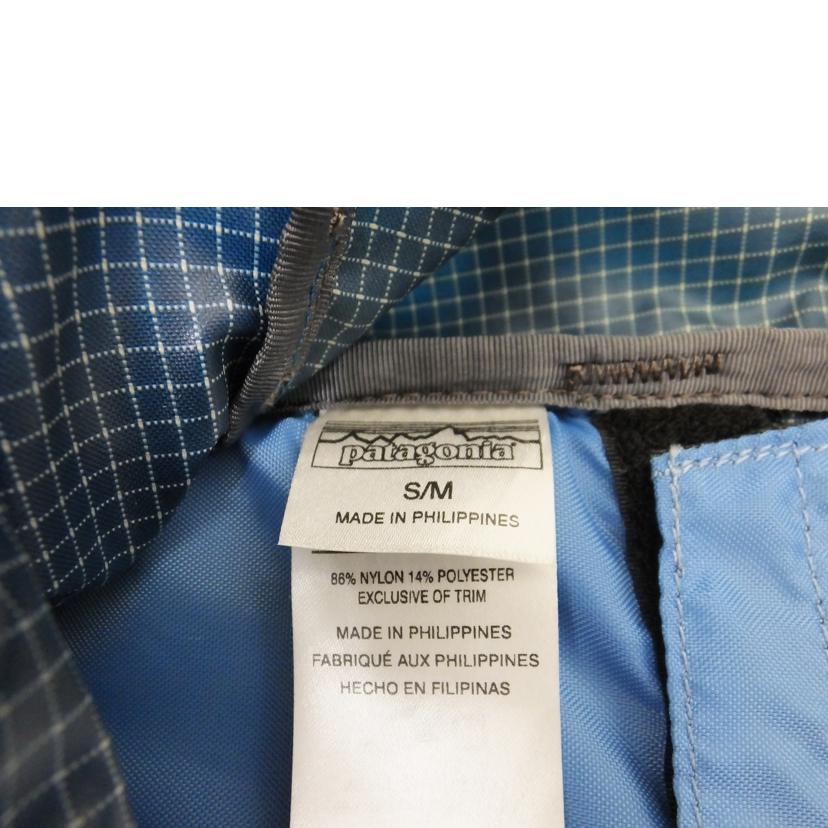 patagonia
S/M
MADE IN PHILIPPINES
86% NYLON 14% POLYESTER
EXCLUSIVE OF TRIM
MADE IN PHILIPPINES
FABRIQUÉ AUX PHILIPPINES
HECHO EN FILIPINAS